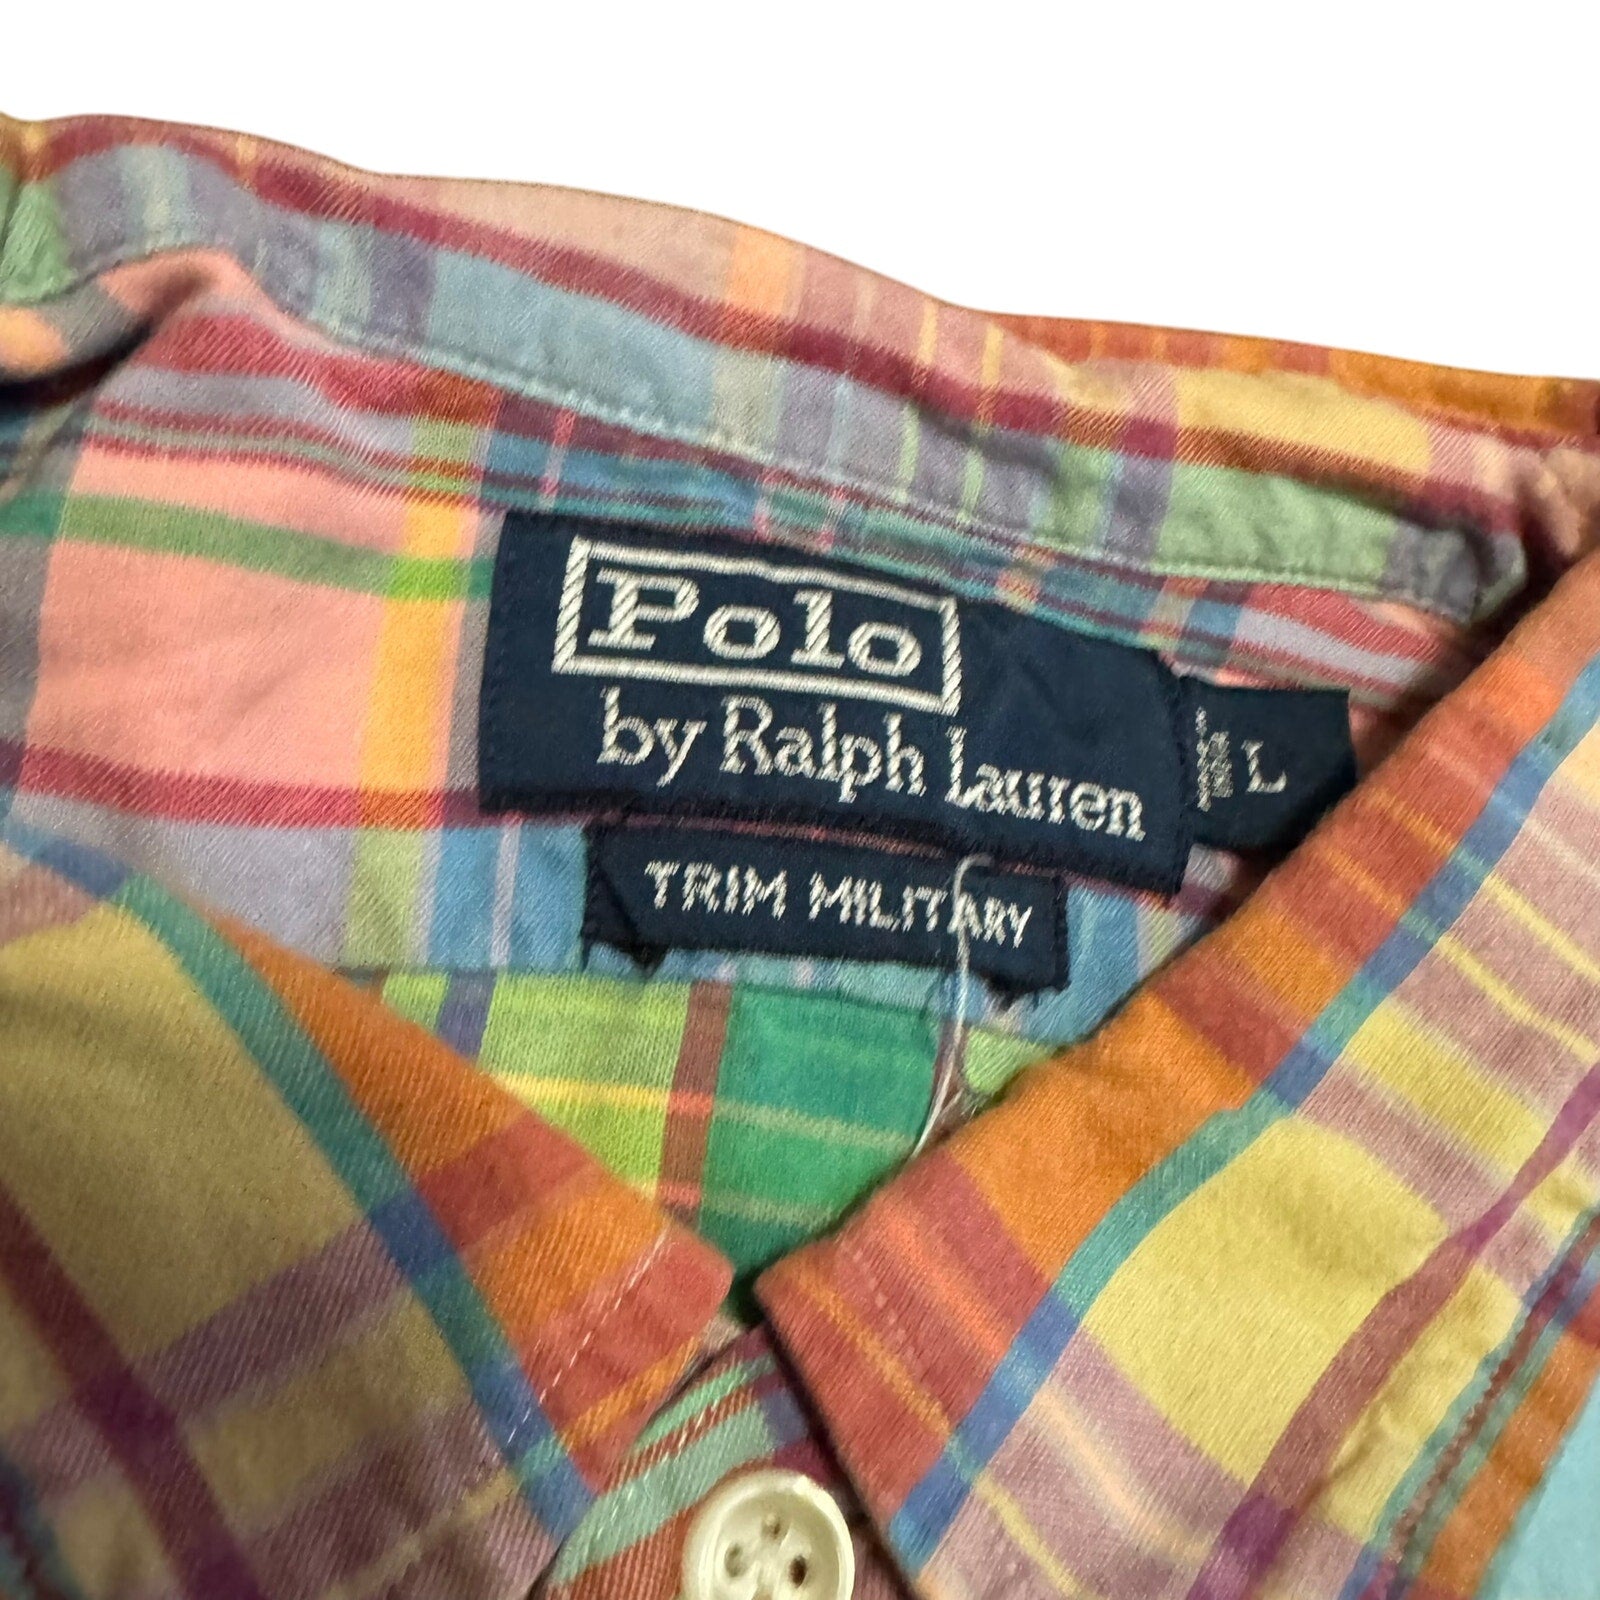 Polo
by Ralph Lauren
L
TRIM MILITARY